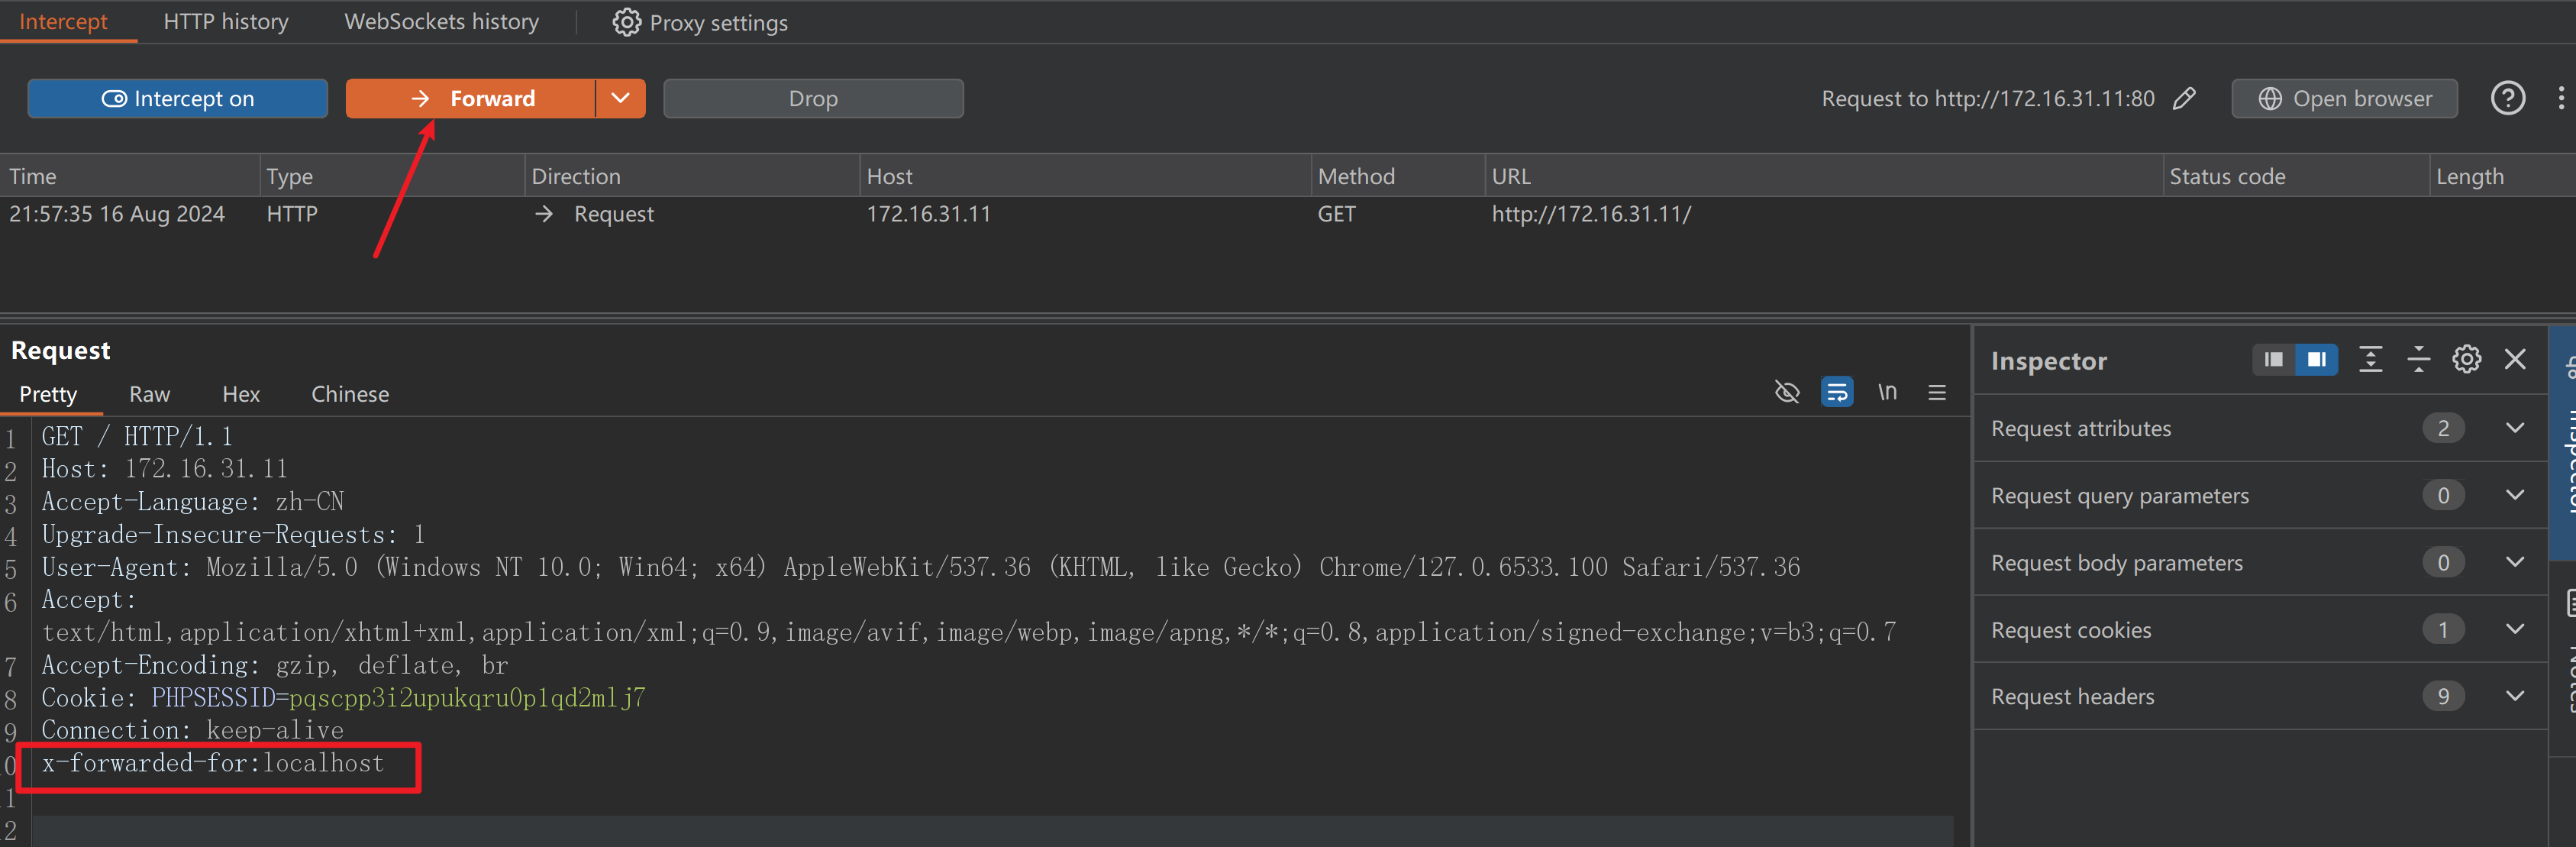 Intercept HTTP history WebSockets history Proxy settings
Intercept on Forward Drop Request to http://172.16.31.11:80 Open browser
Time Type Direction Host Method URL Status code Length
21:57:35 16 Aug 2024 HTTP Request 172.16.31.11 GET http://172.16.31.11/
Request
Pretty Raw Hex Chinese \n
1 GET / HTTP/1.1
2 Host: 172.16.31.11
3 Accept-Language: zh-CN
4 Upgrade-Insecure-Requests: 1
5 User-Agent: Mozilla/5.0 (Windows NT 10.0; Win64; x64) AppleWebKit/537.36 (KHTML, like Gecko) Chrome/127.0.6533.100 Safari/537.36
6 Accept:
text/html,application/xhtml+xml,application/xml;q=0.9,image/avif,image/webp,image/apng,*/*;q=0.8,application/signed-exchange;v=b3;q=0.7
7 Accept-Encoding: gzip, deflate, br
8 Cookie: PHPSESSID=pqscpp3i2upukqru0p1qd2mlj7
9 Connection: keep-alive
0 x-forwarded-for:localhost
1
2
Inspector
Request attributes 2
Request query parameters 0
Request body parameters 0
Request cookies 1
Request headers 9
Inspector
Notes